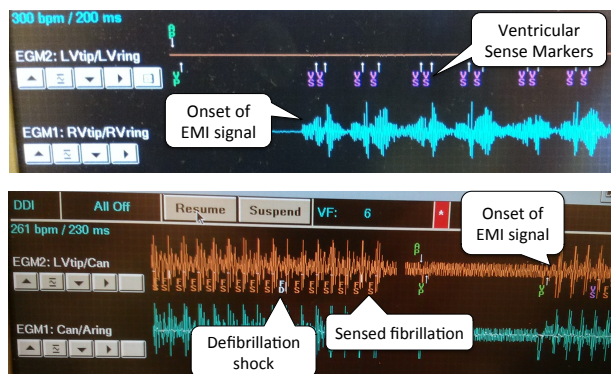 300 bpm / 200 ms
Ventricular
Sense Markers
EGM2: LVtip/LVring
Onset of
EMI signal
EGM1: RVtip/RVring
DDI All Off Resume Suspend VF: 6 *
261 bpm / 230 ms
Onset of
EMI signal
EGM2: LVtip/Can
EGM1: Can/Aring
Defibrillation
shock
Sensed fibrillation